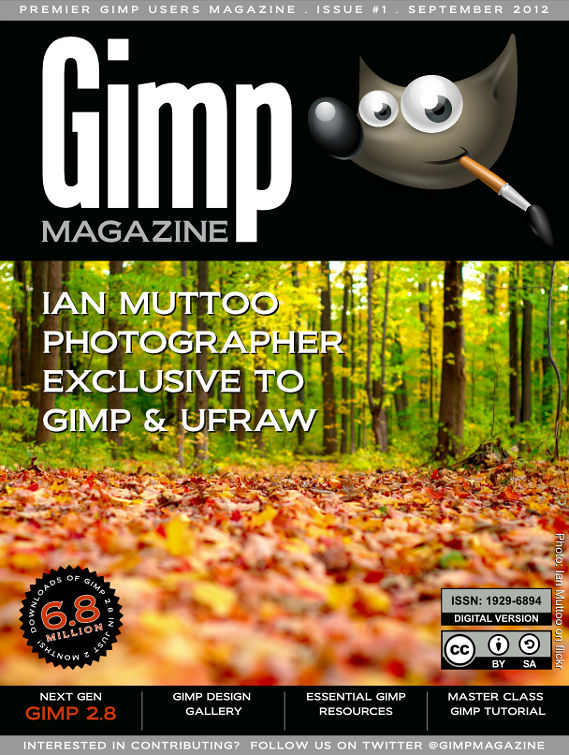 PREMIER GIMP USERS MAGAZINE . ISSUE #1 . SEPTEMBER 2012
Gimp
MAGAZINE
IAN MUTTOO
PHOTOGRAPHER
EXCLUSIVE TO
GIMP & UFRAW
Photo: Ian Muttoo on flickr
DOWNLOADS OF GIMP 2.8 IN JUST 2 MONTHS!
6.8
MILLION
ISSN: 1929-6894
DIGITAL VERSION
cc
BY SA
NEXT GEN
GIMP 2.8
GIMP DESIGN
GALLERY
ESSENTIAL GIMP
RESOURCES
MASTER CLASS
GIMP TUTORIAL
INTERESTED IN CONTRIBUTING? FOLLOW US ON TWITTER @GIMPMAGAZINE